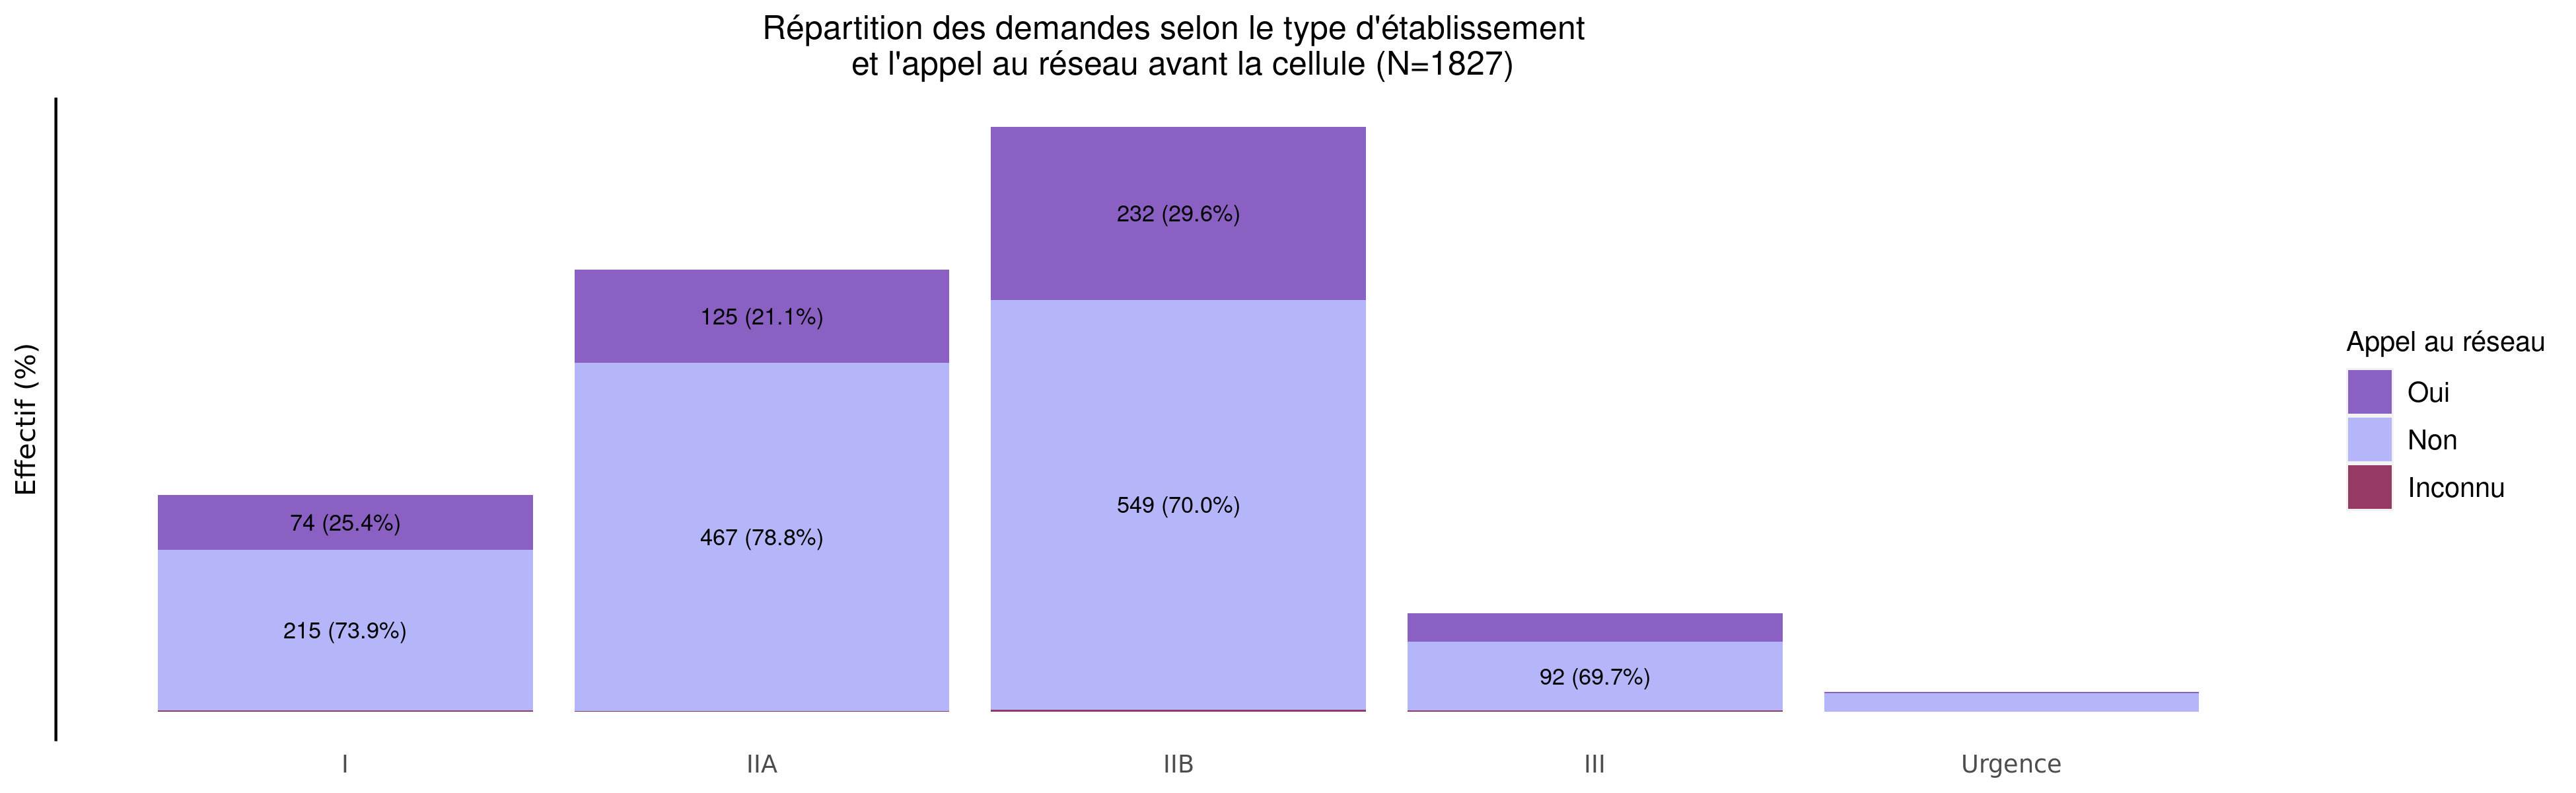 Répartition des demandes selon le type d'établissement
et l'appel au réseau avant la cellule (N=1827)
Effectif (%)
232 (29.6%)
125 (21.1%)
549 (70.0%)
74 (25.4%)
467 (78.8%)
215 (73.9%)
92 (69.7%)
I
IIA
IIB
III
Urgence
Appel au réseau
Oui
Non
Inconnu